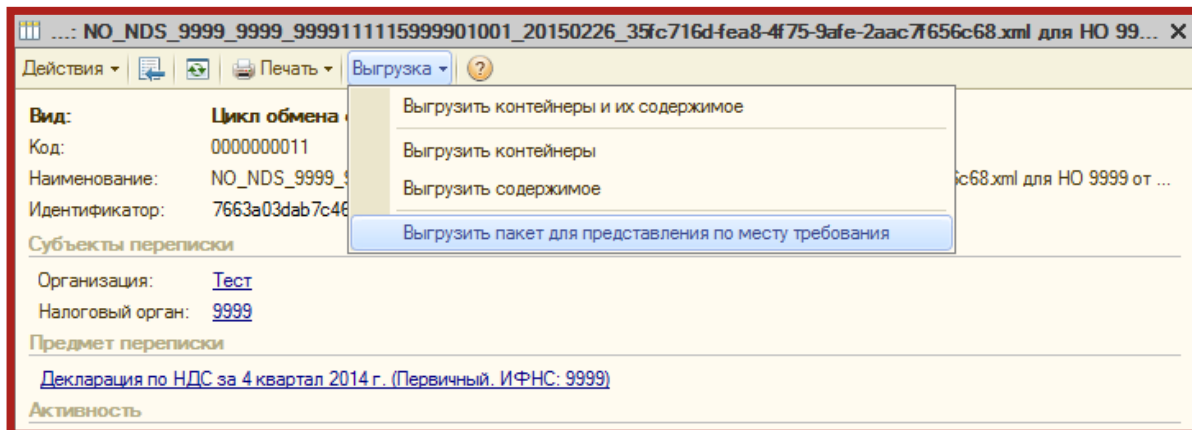 ...: NO_NDS_9999_9999_9999111115999901001_20150226_35fc716d-fea8-4f75-9afe-2aac7f656c68.xml для НО 99...
Действия Печать Выгрузка
Вид: Цикл обмена
Выгрузить контейнеры и их содержимое
Код: 0000000011
Выгрузить контейнеры
Наименование: NO_NDS_9999_ 6c68.xml для НО 9999 от ...
Выгрузить содержимое
Идентификатор: 7663a03dab7c46
Выгрузить пакет для представления по месту требования
Субъекты переписки
Организация: Тест
Налоговый орган: 9999
Предмет переписки
Декларация по НДС за 4 квартал 2014 г. (Первичный. ИФНС: 9999)
Активность